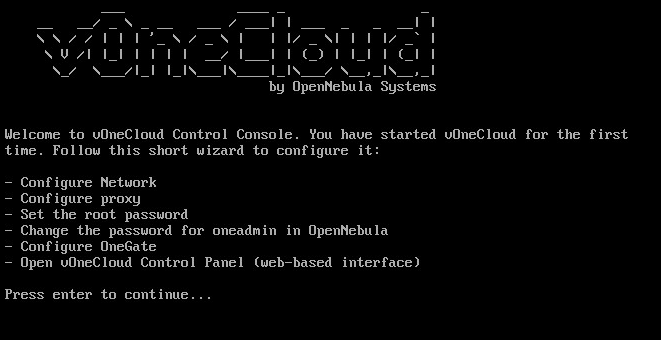 vOneCloud
by OpenNebula Systems
Welcome to vOneCloud Control Console. You have started vOneCloud for the first
time. Follow this short wizard to configure it:
- Configure Network
- Configure proxy
- Set the root password
- Change the password for oneadmin in OpenNebula
- Configure OneGate
- Open vOneCloud Control Panel (web-based interface)
Press enter to continue...